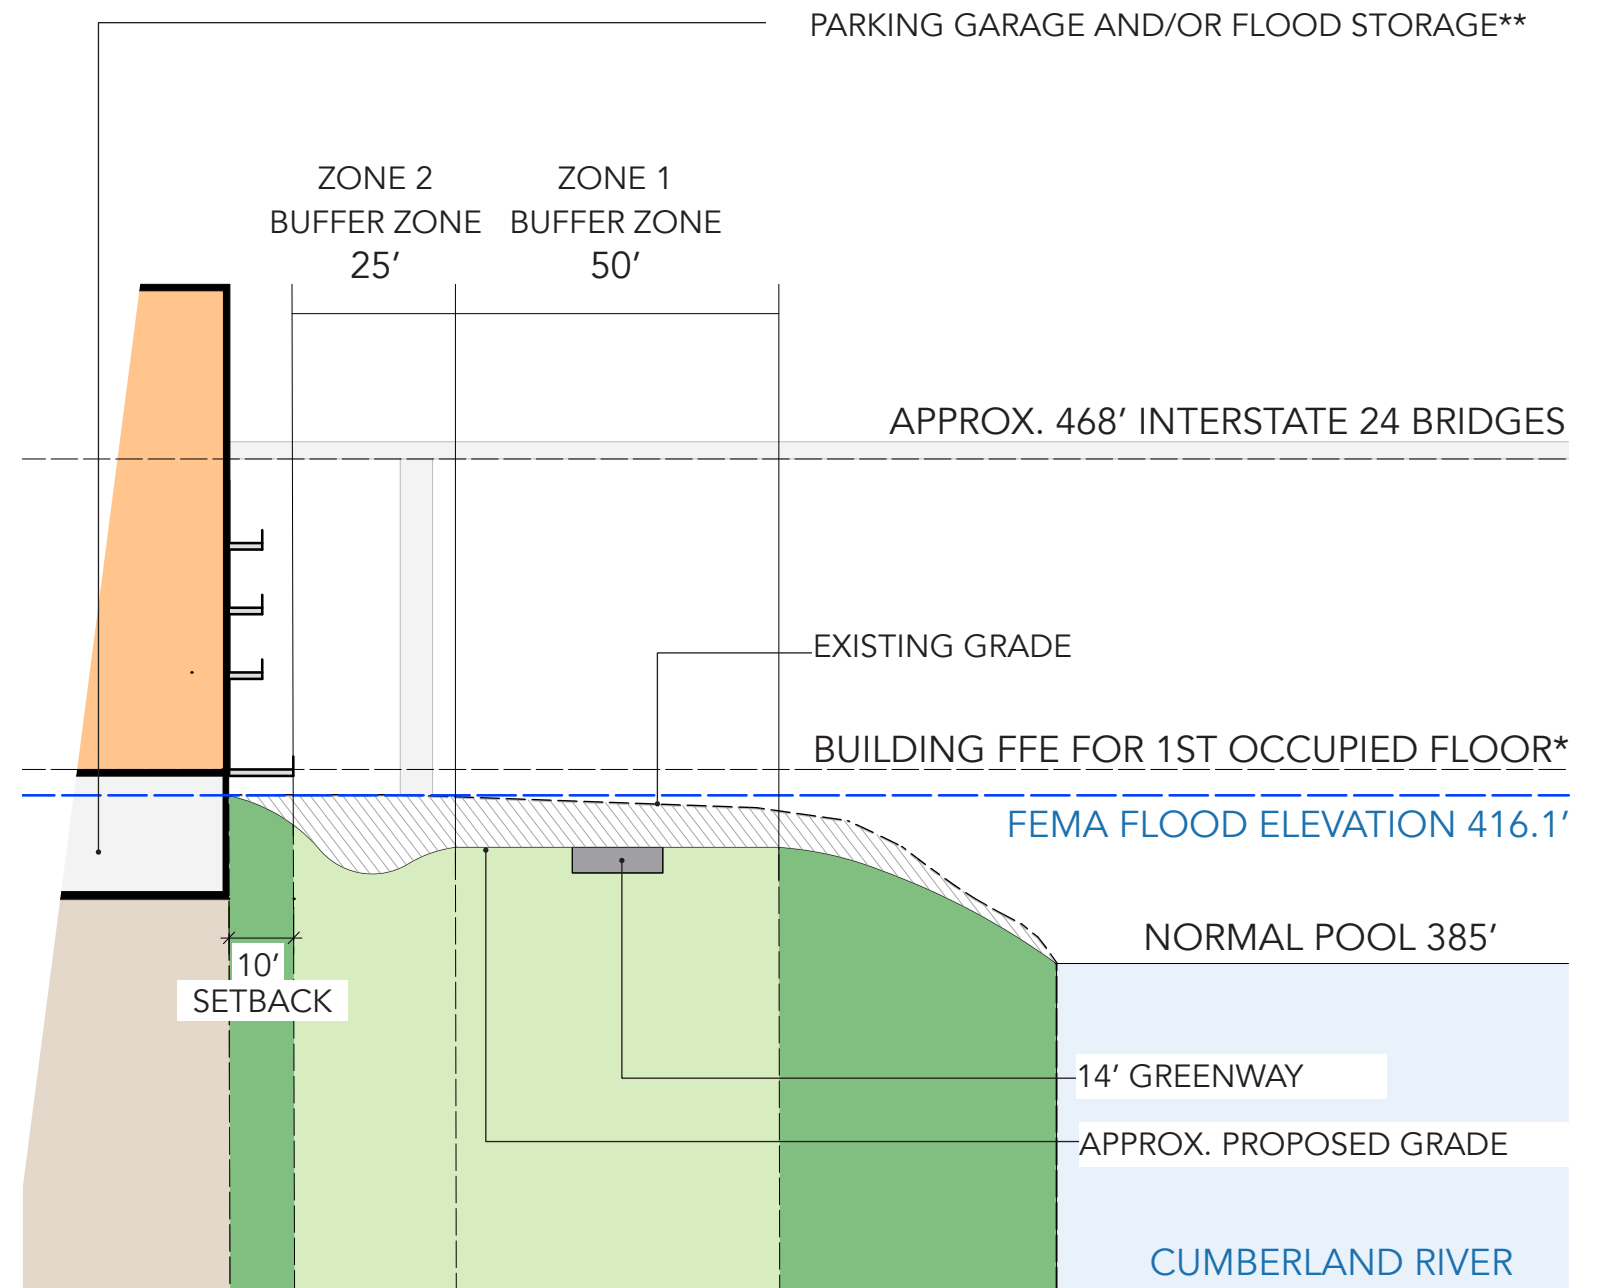 PARKING GARAGE AND/OR FLOOD STORAGE**
ZONE 2
BUFFER ZONE
25′
ZONE 1
BUFFER ZONE
50′
APPROX. 468′ INTERSTATE 24 BRIDGES
EXISTING GRADE
BUILDING FFE FOR 1ST OCCUPIED FLOOR*
FEMA FLOOD ELEVATION 416.1′
NORMAL POOL 385′
10′
SETBACK
14′ GREENWAY
APPROX. PROPOSED GRADE
CUMBERLAND RIVER